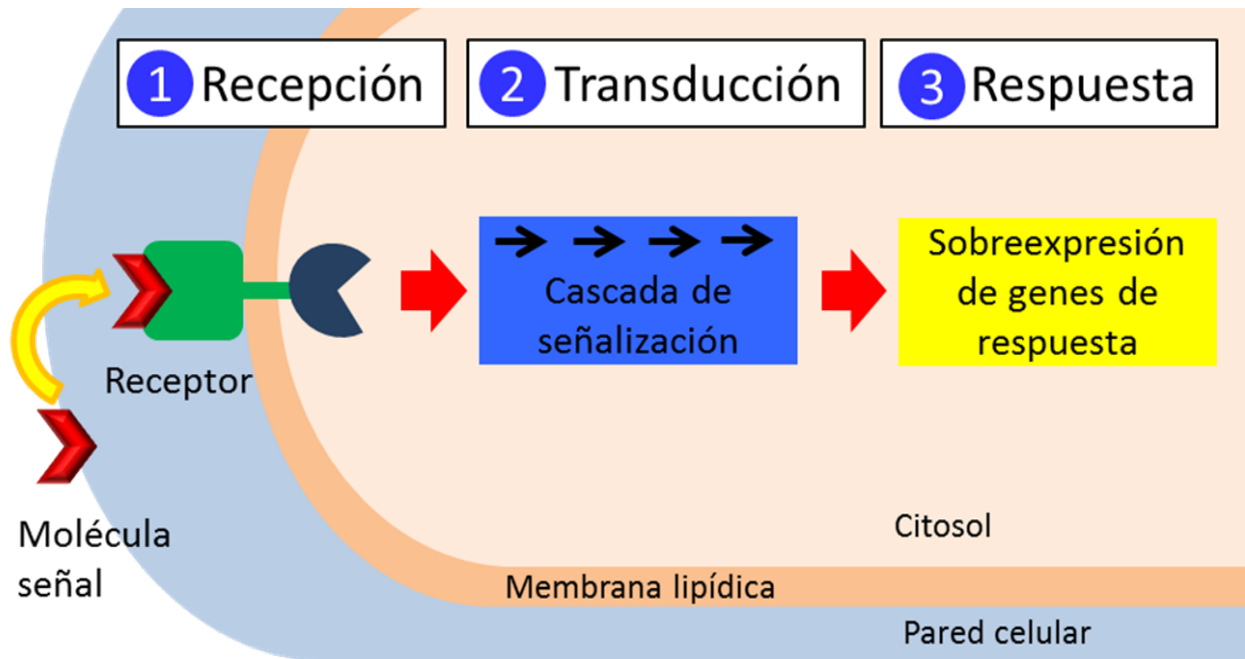 1 Recepción
2 Transducción
3 Respuesta
Cascada de
señalización
Sobreexpresión
de genes de
respuesta
Receptor
Molécula
señal
Citosol
Membrana lipídica
Pared celular